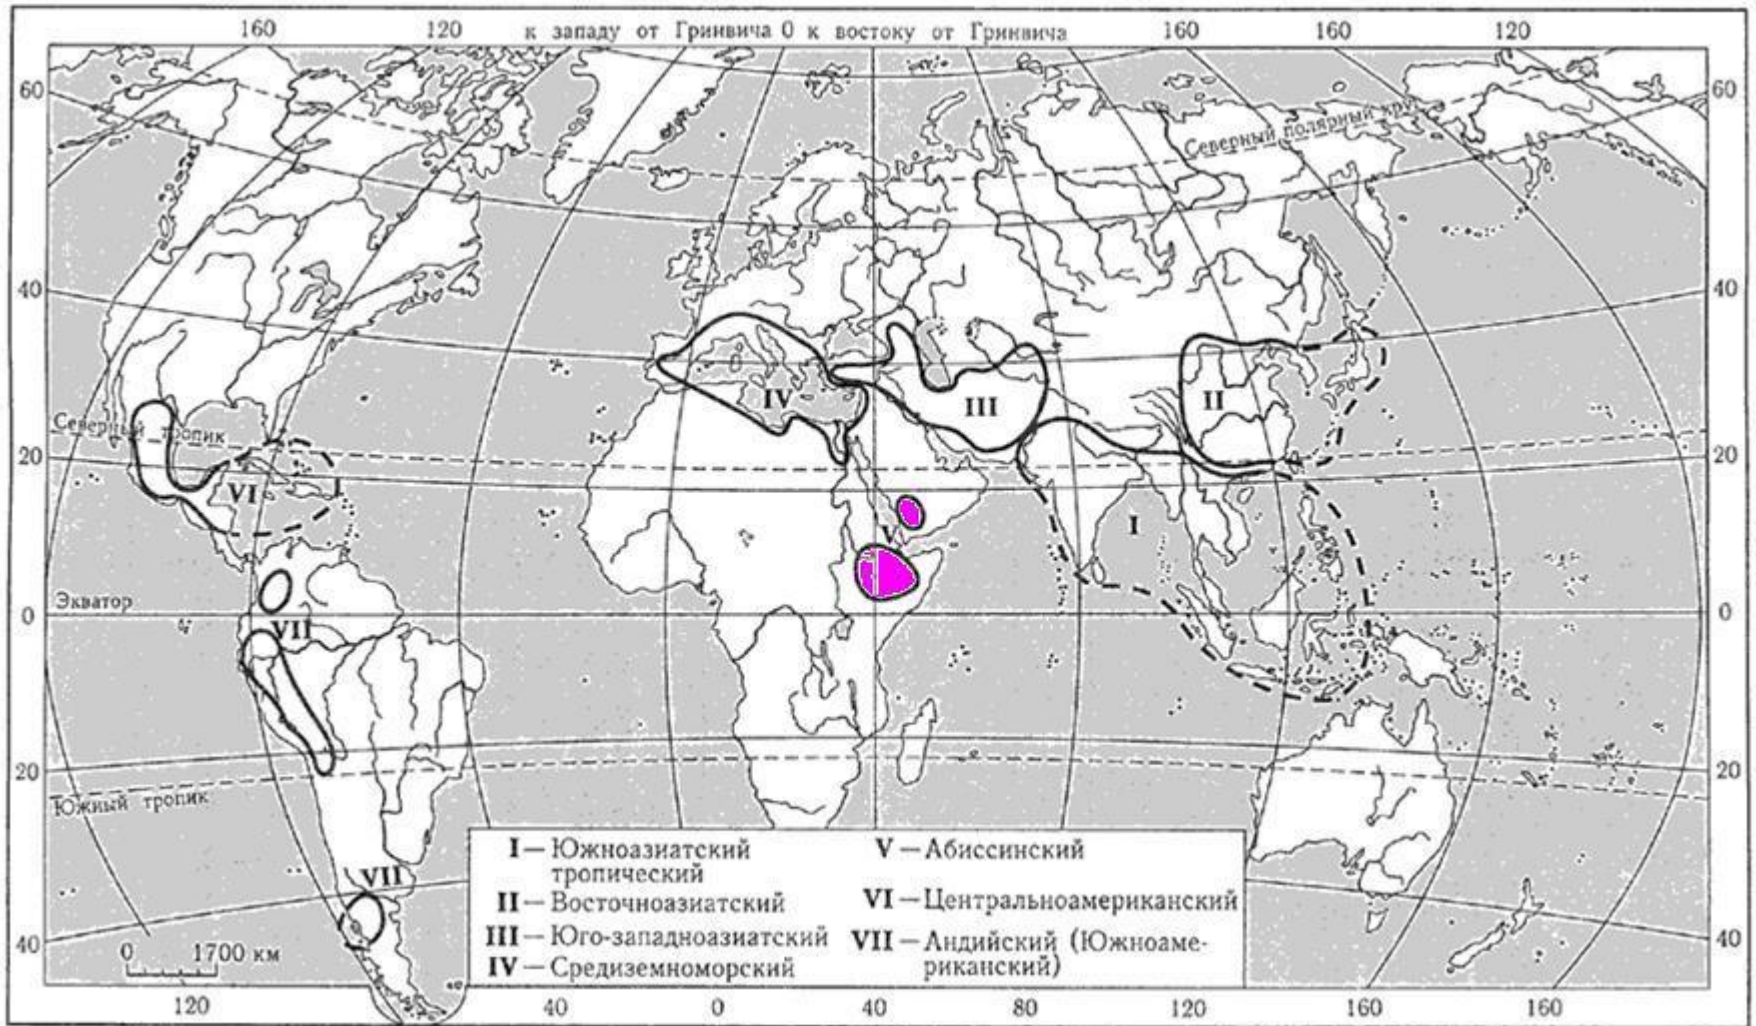 160 120 к западу от Гринвича 0 к востоку от Гринвича 160 160 120
60 60
Северный полярный круг
40 40
IV III II
Северный тропик
20 20
VI
V I
Экватор
0 0
VII
20 20
Южный тропик
VII
I — Южноазиатский
тропический
II — Восточноазиатский
III — Юго-западноазиатский
IV — Средиземноморский
V — Абиссинский
VI — Центральноамериканский
VII — Андийский (Южноаме-
риканский)
40 40
0 1700 км
120 40 0 40 80 120 160 160